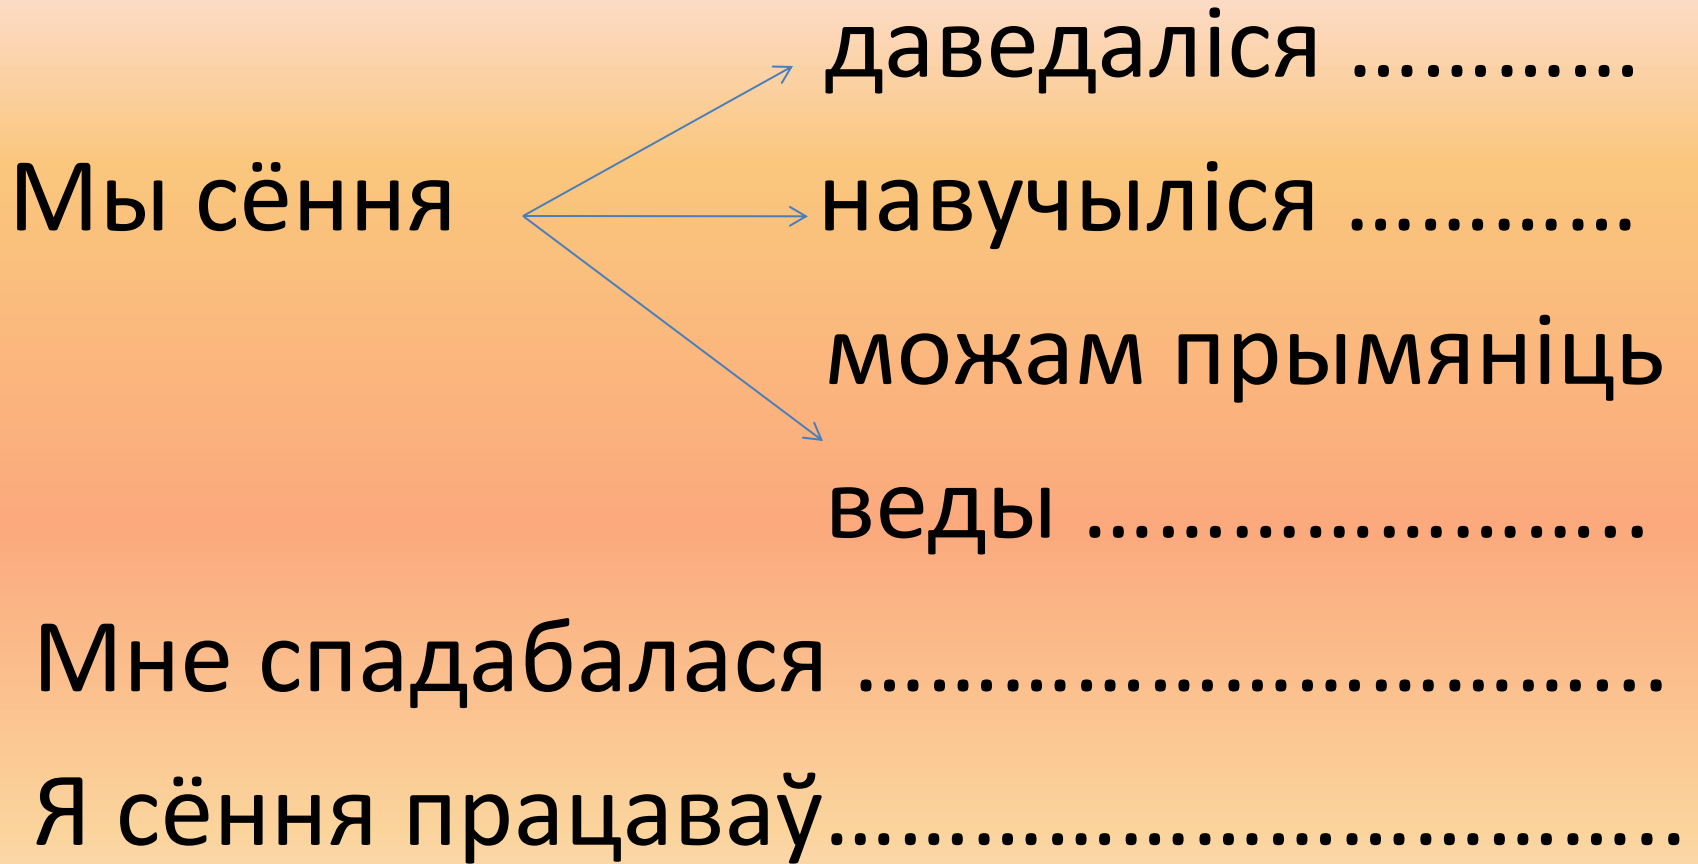 даведаліся …………
Мы сёння навучыліся …………
можам прымяніць
веды …………………..
Мне спадабалася ……………………………..
Я сёння працаваў……………………………..